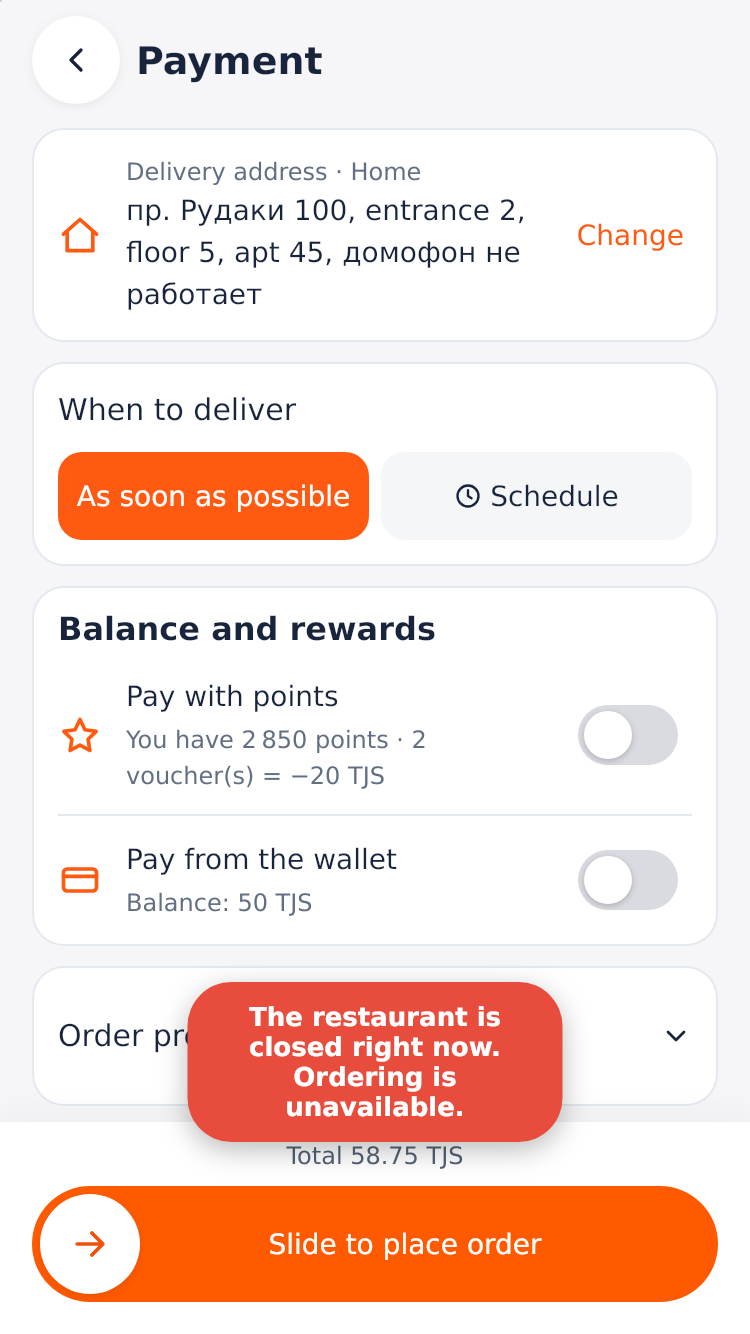 Payment
Delivery address · Home
пр. Рудаки 100, entrance 2,
floor 5, apt 45, домофон не
работает
Change
When to deliver
As soon as possible
Schedule
Balance and rewards
Pay with points
You have 2 850 points · 2
voucher(s) = −20 TJS
Pay from the wallet
Balance: 50 TJS
Order
The restaurant is
closed right now.
Ordering is
unavailable.
Total 58.75 TJS
Slide to place order